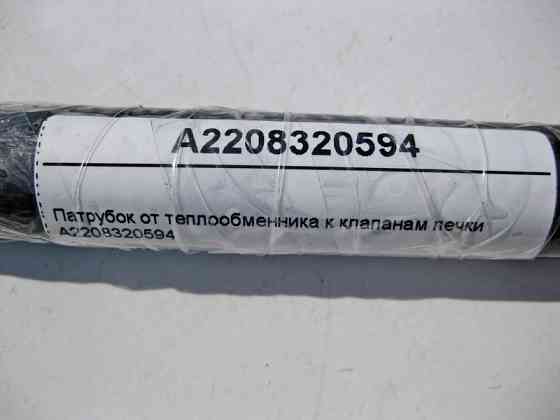 A2208320594
Патрубок от теплообменника к клапанам печки
A2208320594